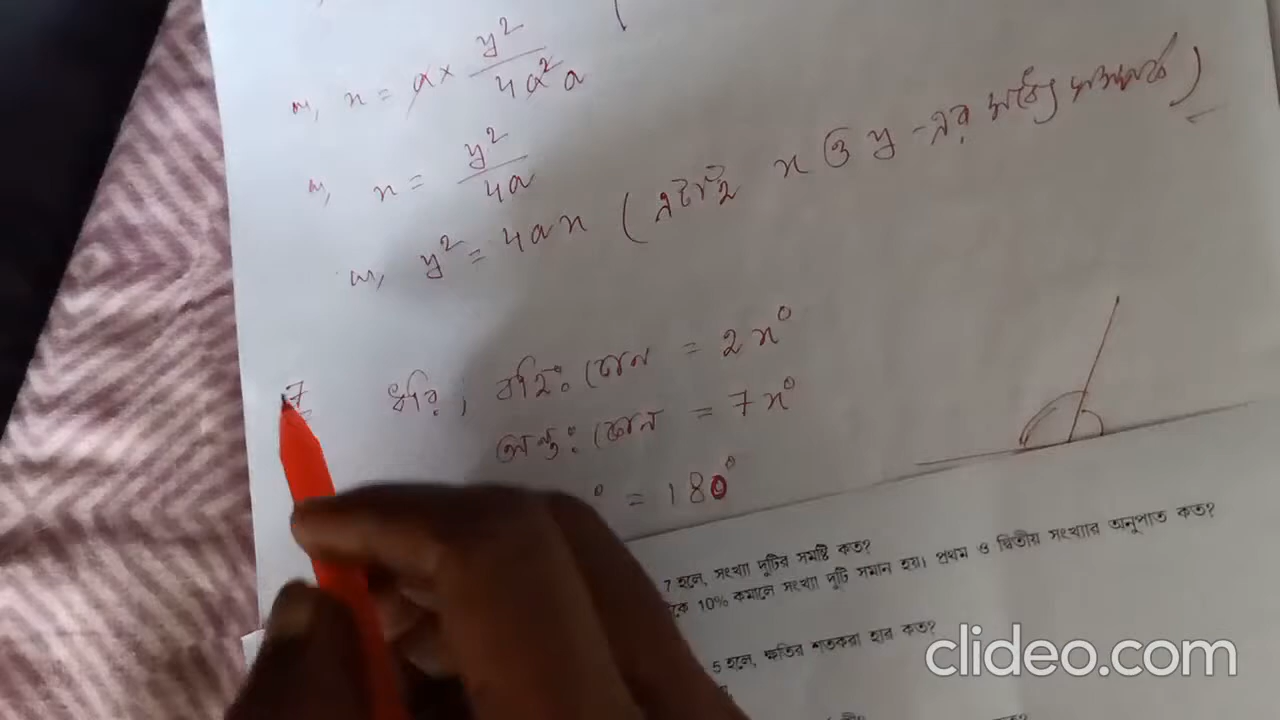 বা, x = a × y² / 4a²a
বা, x = y² / 4a
বা, y² = 4ax (এটাই x ও y -এর মধ্যে সম্পর্ক)
7 ধরি, বহিঃ কোন = 2x°
অন্তঃ কোন = 7x°
° = 180°
7 হলে, সংখ্যা দুটির সমষ্টি কত?
কে 10% কমালে সংখ্যা দুটি সমান হয়। প্রথম ও দ্বিতীয় সংখ্যার অনুপাত কত?
5 হলে, ক্ষতির শতকরা হার কত?
clideo.com